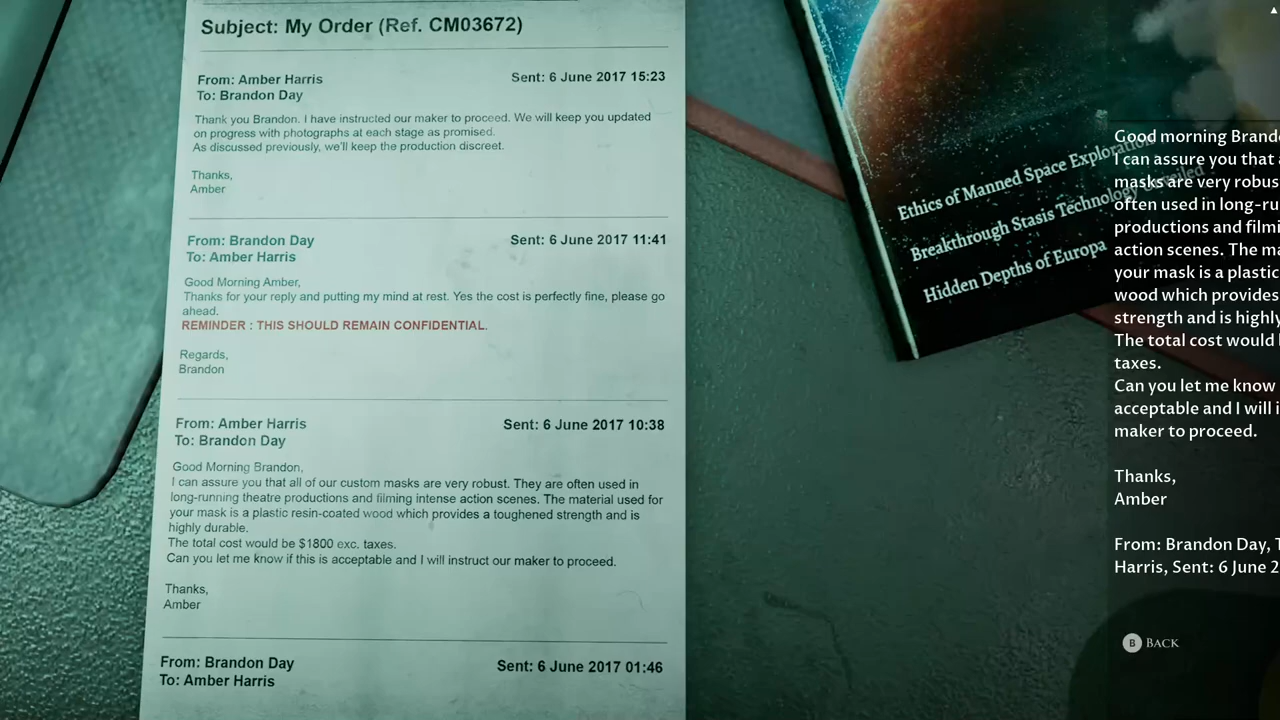 Subject: My Order (Ref. CM03672)
From: Amber Harris
Sent: 6 June 2017 15:23
To: Brandon Day
Thank you Brandon. I have instructed our maker to proceed. We will keep you updated
on progress with photographs at each stage as promised.
As discussed previously, we'll keep the production discreet.
Thanks,
Amber
From: Brandon Day
Sent: 6 June 2017 11:41
To: Amber Harris
Good Morning Amber,
Thanks for your reply and putting my mind at rest. Yes the cost is perfectly fine, please go
ahead.
REMINDER : THIS SHOULD REMAIN CONFIDENTIAL.
Regards,
Brandon
From: Amber Harris
Sent: 6 June 2017 10:38
To: Brandon Day
Good Morning Brandon,
I can assure you that all of our custom masks are very robust. They are often used in
long-running theatre productions and filming intense action scenes. The material used for
your mask is a plastic resin-coated wood which provides a toughened strength and is
highly durable.
The total cost would be $1800 exc. taxes.
Can you let me know if this is acceptable and I will instruct our maker to proceed.
Thanks,
Amber
From: Brandon Day
Sent: 6 June 2017 01:46
To: Amber Harris
Ethics of Manned Space Exploration
Breakthrough Stasis Technology Unveiled
Hidden Depths of Europa
Good morning Brand
I can assure you that
masks are very robus
often used in long-ru
productions and filmi
action scenes. The ma
your mask is a plastic
wood which provides
strength and is highly
The total cost would
taxes.
Can you let me know
acceptable and I will i
maker to proceed.
Thanks,
Amber
From: Brandon Day, T
Harris, Sent: 6 June 2
B BACK